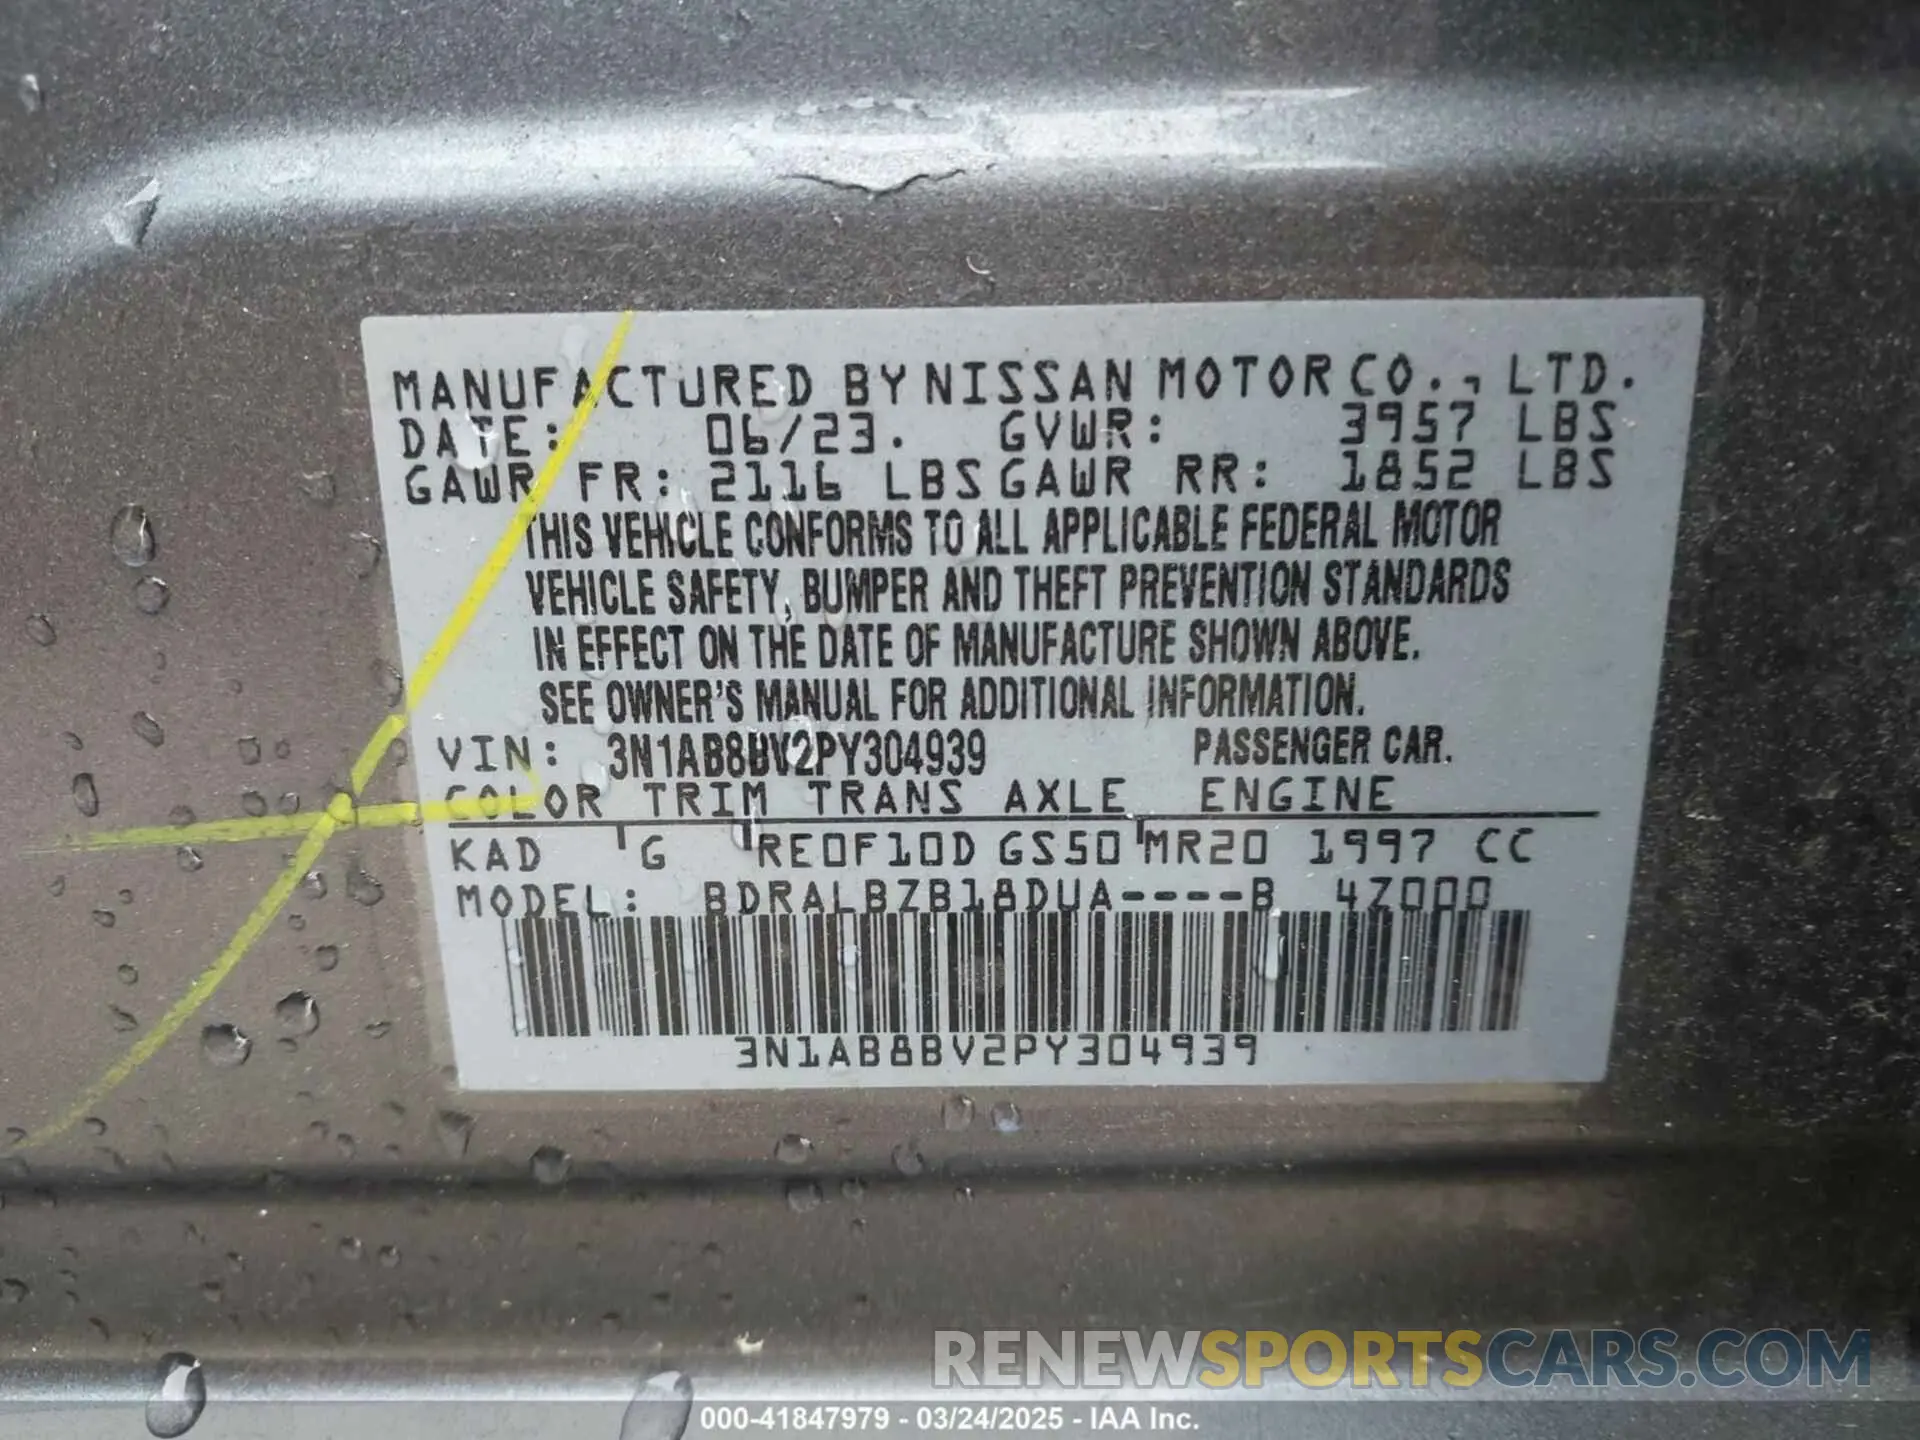 MANUFACTURED BY NISSAN MOTOR CO., LTD.
DATE: 06/23. GVWR: 3957 LBS
GAWR FR: 2116 LBS GAWR RR: 1852 LBS
THIS VEHICLE CONFORMS TO ALL APPLICABLE FEDERAL MOTOR
VEHICLE SAFETY, BUMPER AND THEFT PREVENTION STANDARDS
IN EFFECT ON THE DATE OF MANUFACTURE SHOWN ABOVE.
SEE OWNER'S MANUAL FOR ADDITIONAL INFORMATION.
VIN: 3N1AB8BV2PY304939 PASSENGER CAR.
COLOR TRIM TRANS AXLE ENGINE
KAD G RE0F10D GS50 MR20 1997 CC
MODEL: BDRALBZB18DUA----B 4Z000
3N1AB8BV2PY304939
RENEWSPORTSCARS.COM
000-41847979 - 03/24/2025 - IAA Inc.